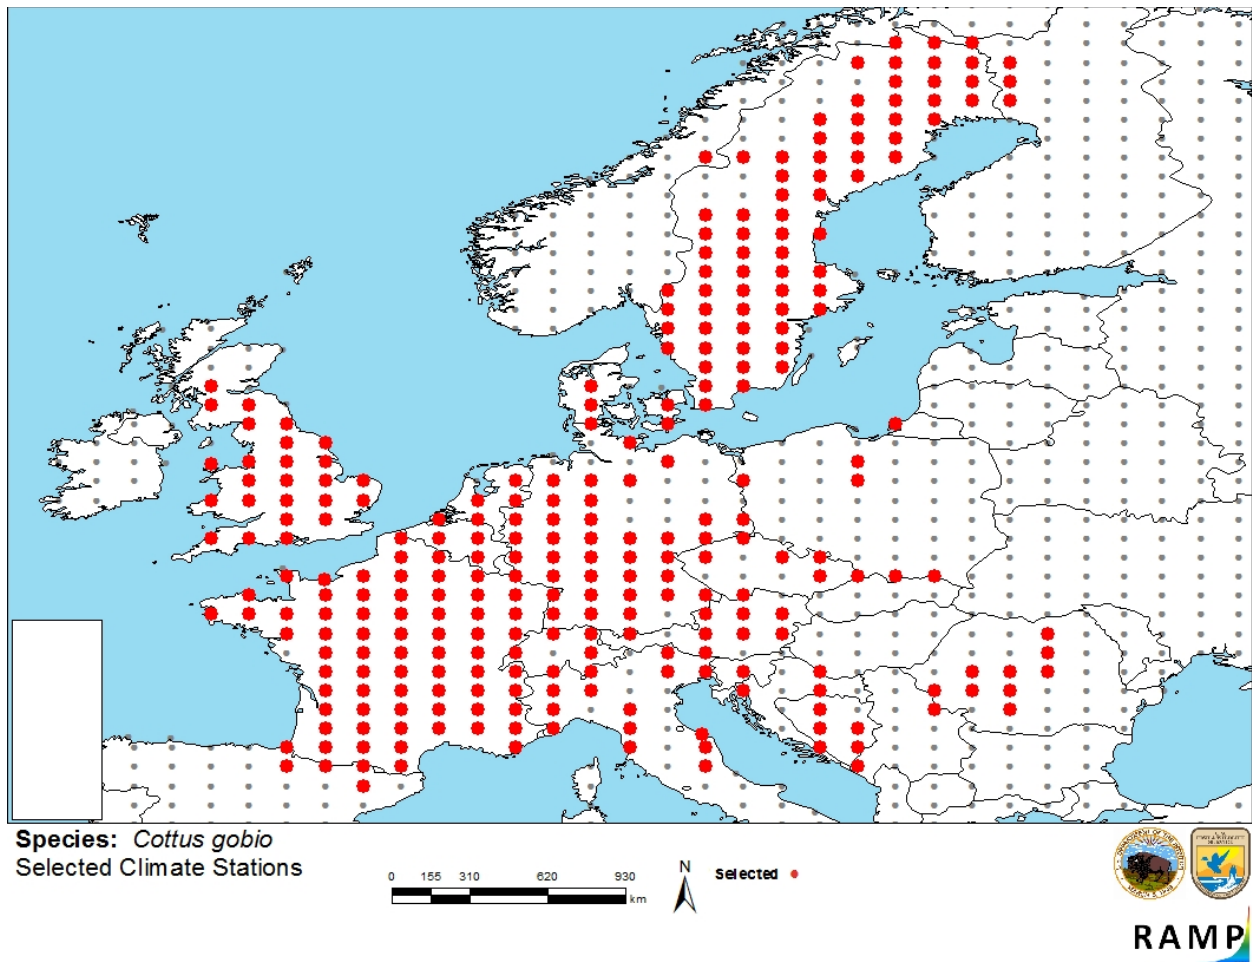 Species: Cottus gobio
Selected Climate Stations
0 155 310 620 930
km
N
Selected
RAMP